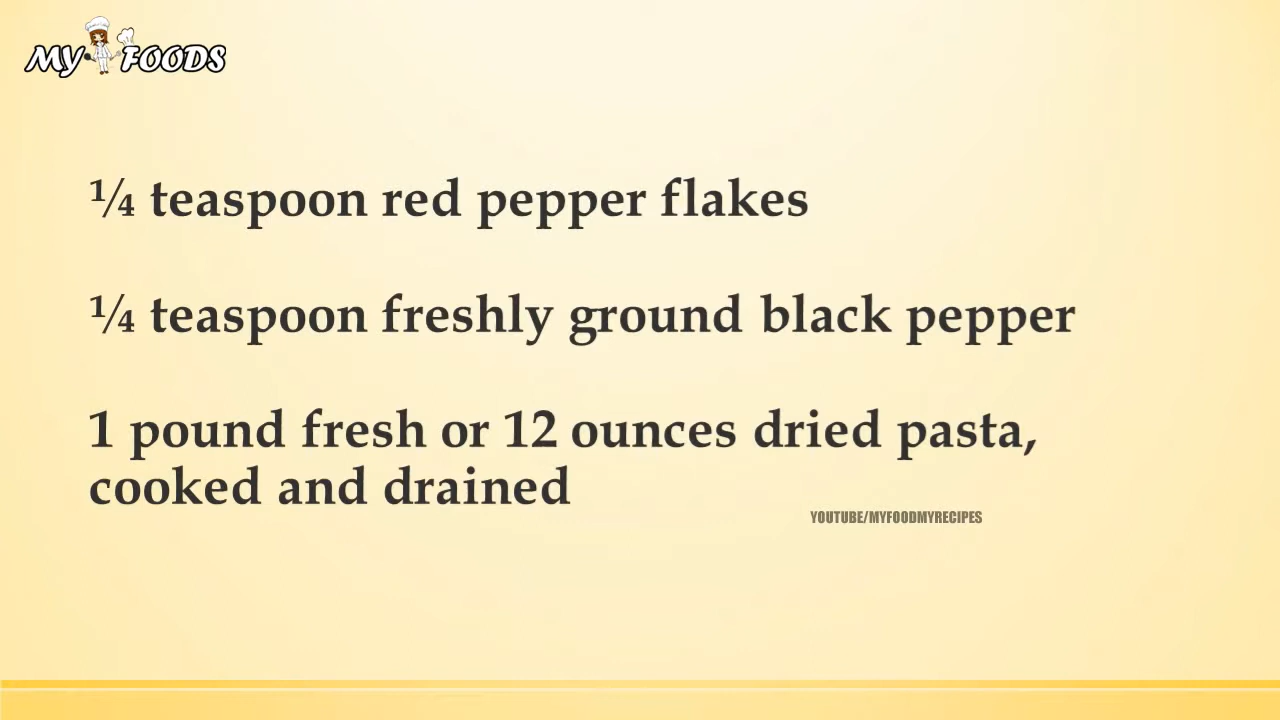 MY FOODS
¼ teaspoon red pepper flakes
¼ teaspoon freshly ground black pepper
1 pound fresh or 12 ounces dried pasta,
cooked and drained
YOUTUBE/MYFOODMYRECIPES